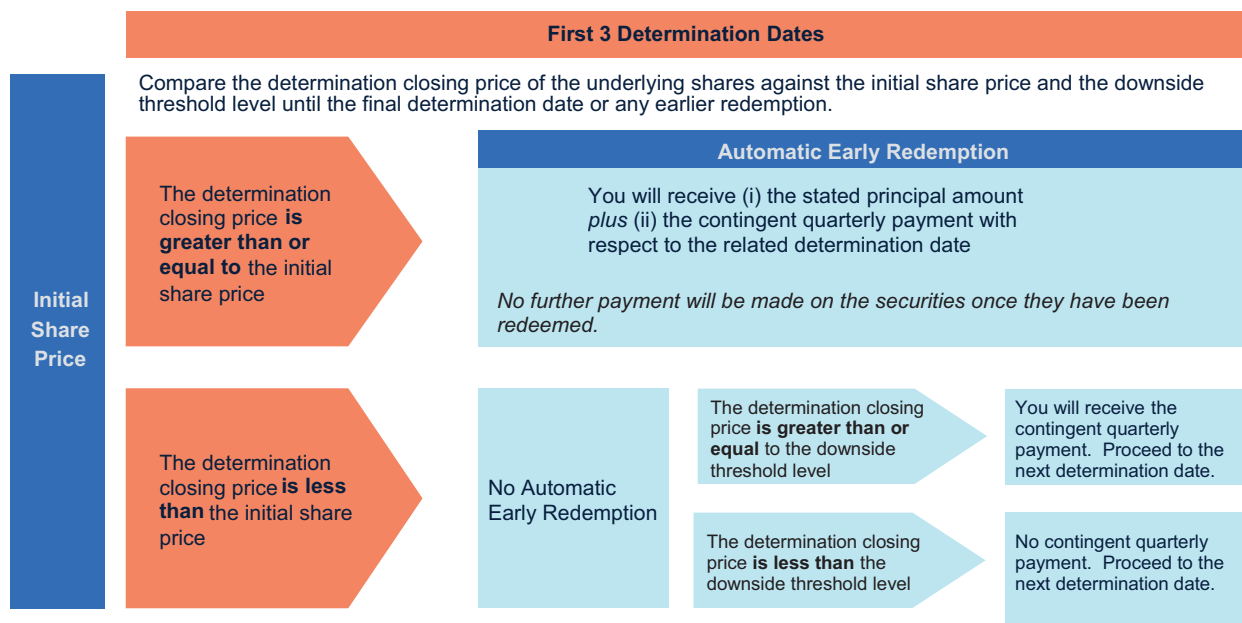 First 3 Determination Dates
Compare the determination closing price of the underlying shares against the initial share price and the downside
threshold level until the final determination date or any earlier redemption.
Initial
Share
Price
The determination
closing price is
greater than or
equal to the initial
share price
Automatic Early Redemption
You will receive (i) the stated principal amount
plus (ii) the contingent quarterly payment with
respect to the related determination date
No further payment will be made on the securities once they have been
redeemed.
The determination
closing price is less
than the initial share
price
No Automatic
Early Redemption
The determination closing
price is greater than or
equal to the downside
threshold level
You will receive the
contingent quarterly
payment.  Proceed to the
next determination date.
The determination closing
price is less than the
downside threshold level
No contingent quarterly
payment.  Proceed to the
next determination date.